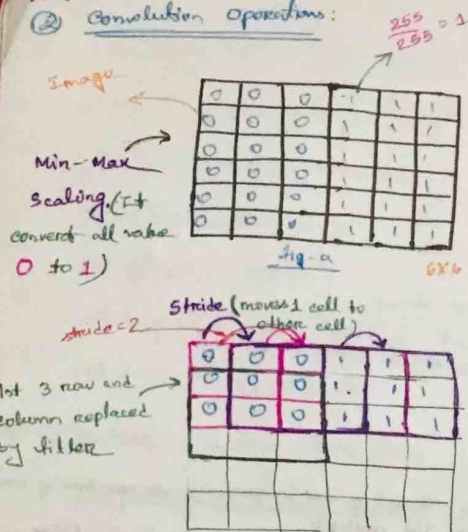 ② Convolution Operations:
255/255 = 1
Image
0 0 0 1 1 1
0 0 0 1 1 1
0 0 0 1 1 1
0 0 0 1 1 1
0 0 0 1 1 1
0 0 0 1 1 1
Min-Max
Scaling. (It
convert all value
0 to 1)
fig-a
6x6
Stride (moves 1 cell to
other cell)
stride=2
1st 3 row and
column replaced
by filter
0 0 0 1 1 1
0 0 0 1 1 1
0 0 0 1 1 1